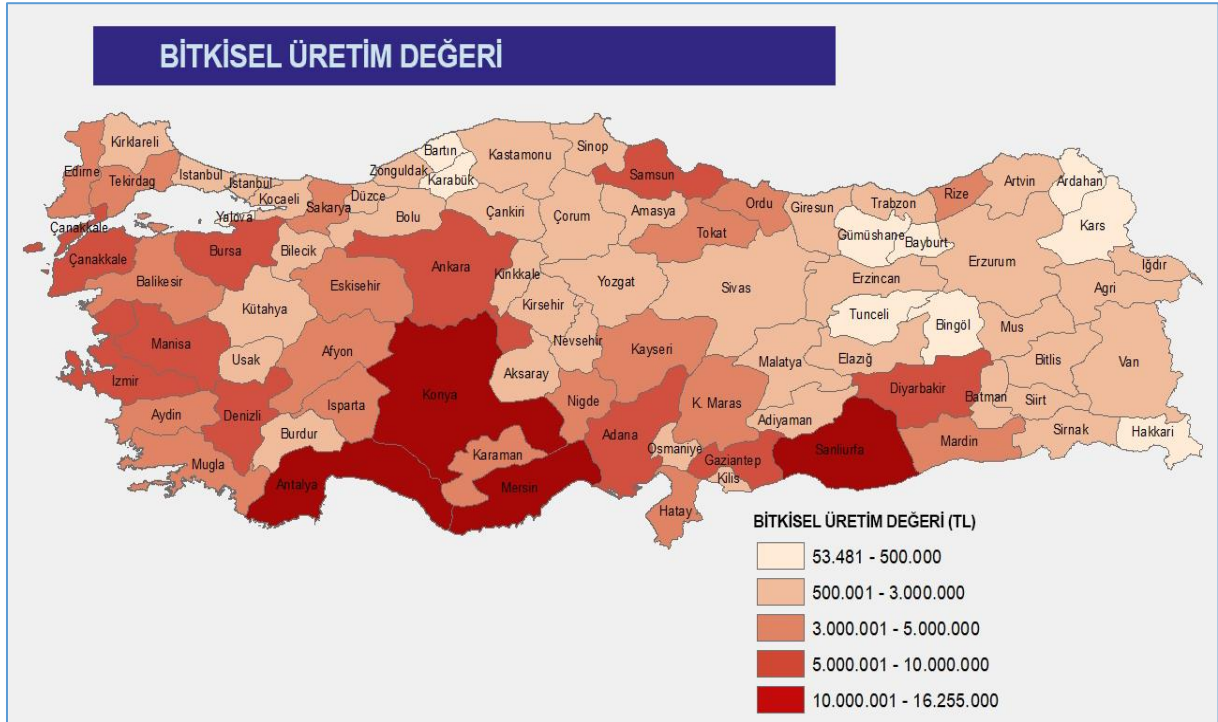 BİTKİSEL ÜRETİM DEĞERİ
Kirklareli
Edirne
Tekirdag
Istanbul
Istanbul
Kocaeli
Yalova
Sakarya
Düzce
Zonguldak
Bartın
Karabük
Kastamonu
Sinop
Samsun
Bolu
Çankiri
Çorum
Amasya
Ordu
Tokat
Giresun
Trabzon
Rize
Artvin
Ardahan
Kars
Gümüshane
Bayburt
Erzurum
Iğdır
Agri
Çanakkale
Çanakkale
Bursa
Bilecik
Balikesir
Eskisehir
Ankara
Kinkkale
Kirsehir
Yozgat
Sivas
Erzincan
Tunceli
Bingöl
Mus
Kütahya
Manisa
Usak
Afyon
Izmir
Nevsehir
Kayseri
Malatya
Elazığ
Bitlis
Van
Aksaray
Konya
Aydin
Denizli
Isparta
Burdur
Nigde
K. Maras
Adiyaman
Diyarbakir
Batman
Siirt
Sirnak
Hakkari
Mugla
Antalya
Karaman
Mersin
Adana
Osmaniye
Gaziantep
Kilis
Sanliurfa
Mardin
Hatay
BİTKİSEL ÜRETİM DEĞERİ (TL)
53.481 - 500.000
500.001 - 3.000.000
3.000.001 - 5.000.000
5.000.001 - 10.000.000
10.000.001 - 16.255.000